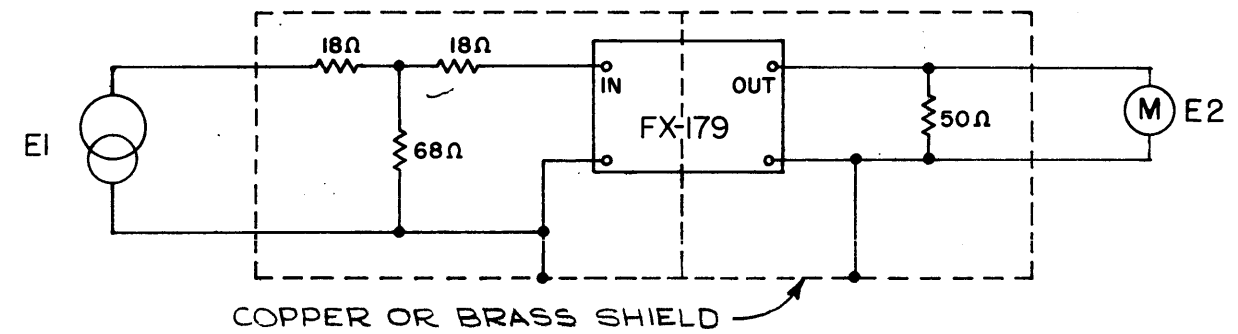 18Ω
18Ω
IN
OUT
FX-179
50Ω
M
E2
E1
68Ω
COPPER OR BRASS SHIELD